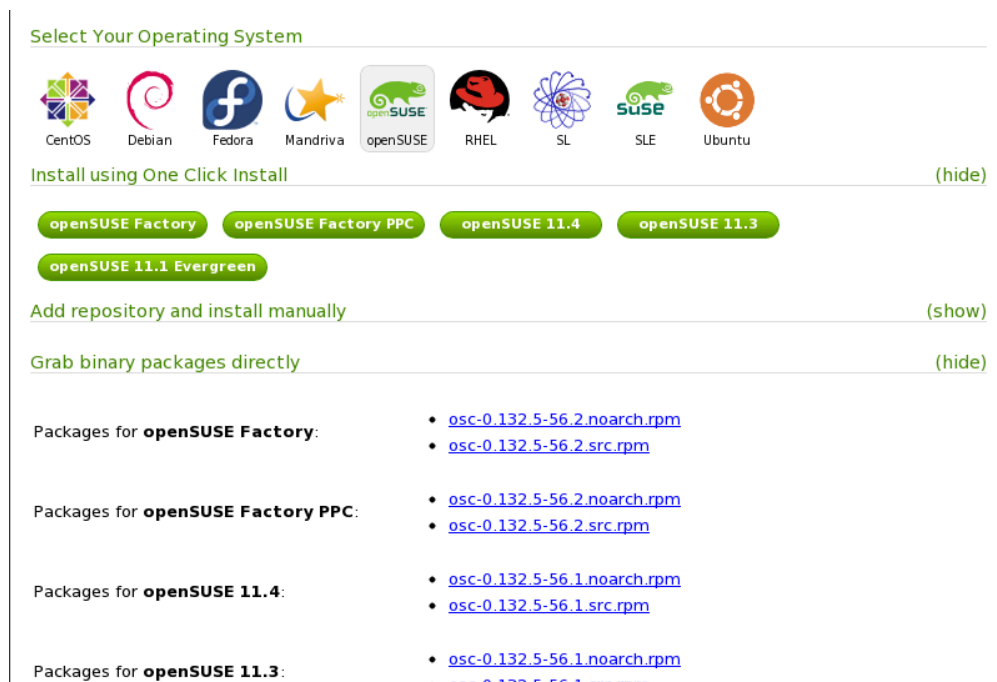 Select Your Operating System
openSUSE
SUSE
CentOS Debian Fedora Mandriva openSUSE RHEL SL SLE Ubuntu
Install using One Click Install (hide)
openSUSE Factory openSUSE Factory PPC openSUSE 11.4 openSUSE 11.3
openSUSE 11.1 Evergreen
Add repository and install manually (show)
Grab binary packages directly (hide)
Packages for openSUSE Factory:
• osc-0.132.5-56.2.noarch.rpm
• osc-0.132.5-56.2.src.rpm
Packages for openSUSE Factory PPC:
• osc-0.132.5-56.2.noarch.rpm
• osc-0.132.5-56.2.src.rpm
Packages for openSUSE 11.4:
• osc-0.132.5-56.1.noarch.rpm
• osc-0.132.5-56.1.src.rpm
Packages for openSUSE 11.3:
• osc-0.132.5-56.1.noarch.rpm